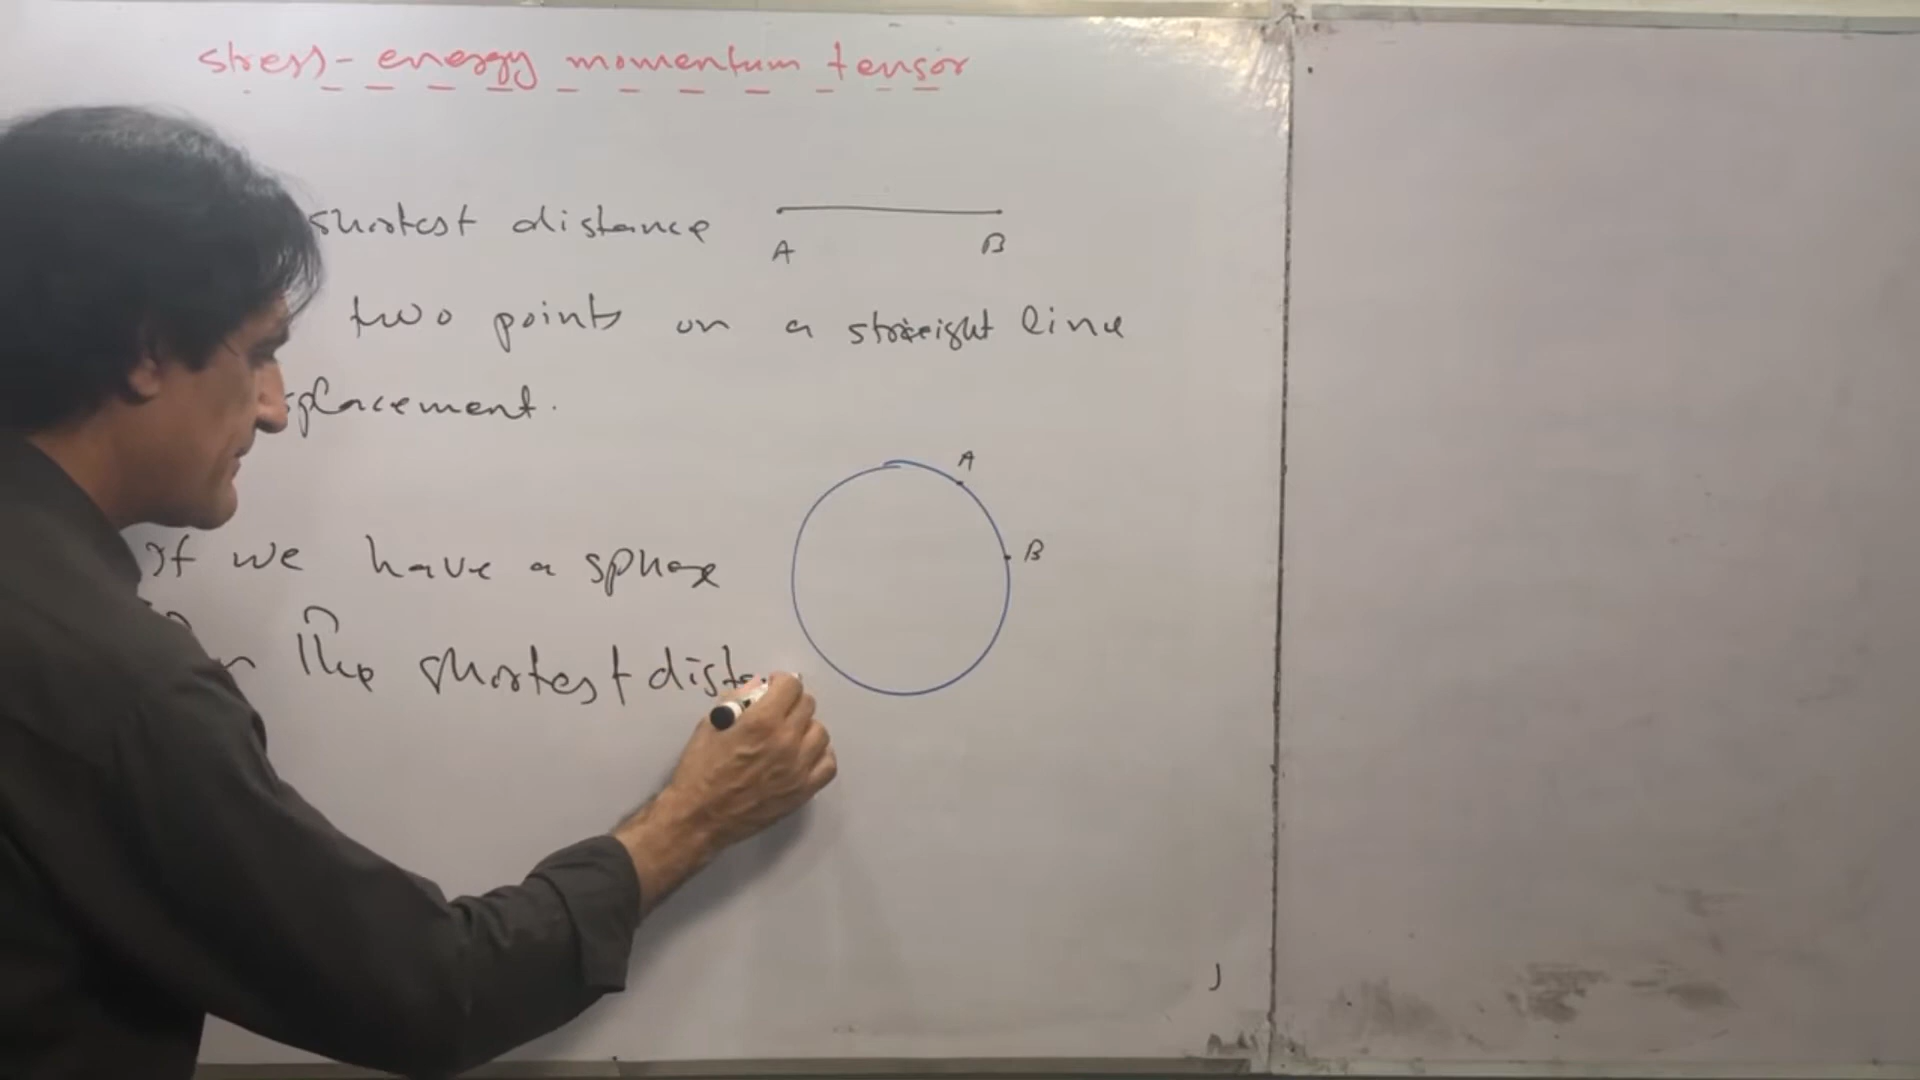 stress-energy momentum tensor
shortest distance
A B
two points on a straight line
placement.
A
B
If we have a sphere
The shortest dist